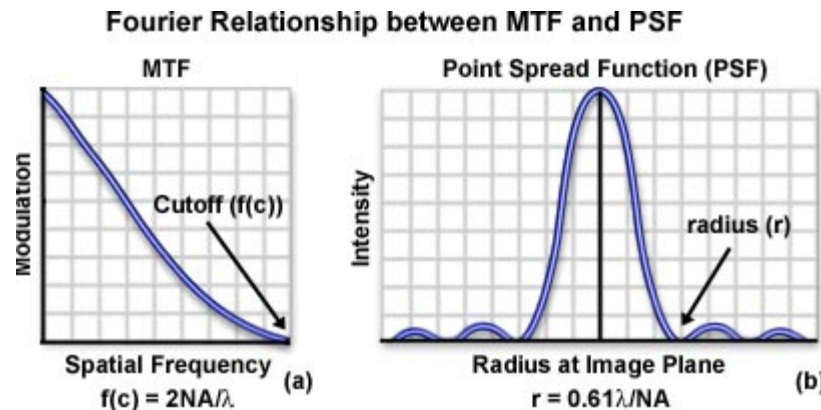 Fourier Relationship between MTF and PSF
MTF
Modulation
Cutoff (f(c))
Spatial Frequency
f(c) = 2NA/λ
(a)
Point Spread Function (PSF)
Intensity
radius (r)
Radius at Image Plane
r = 0.61λ/NA
(b)